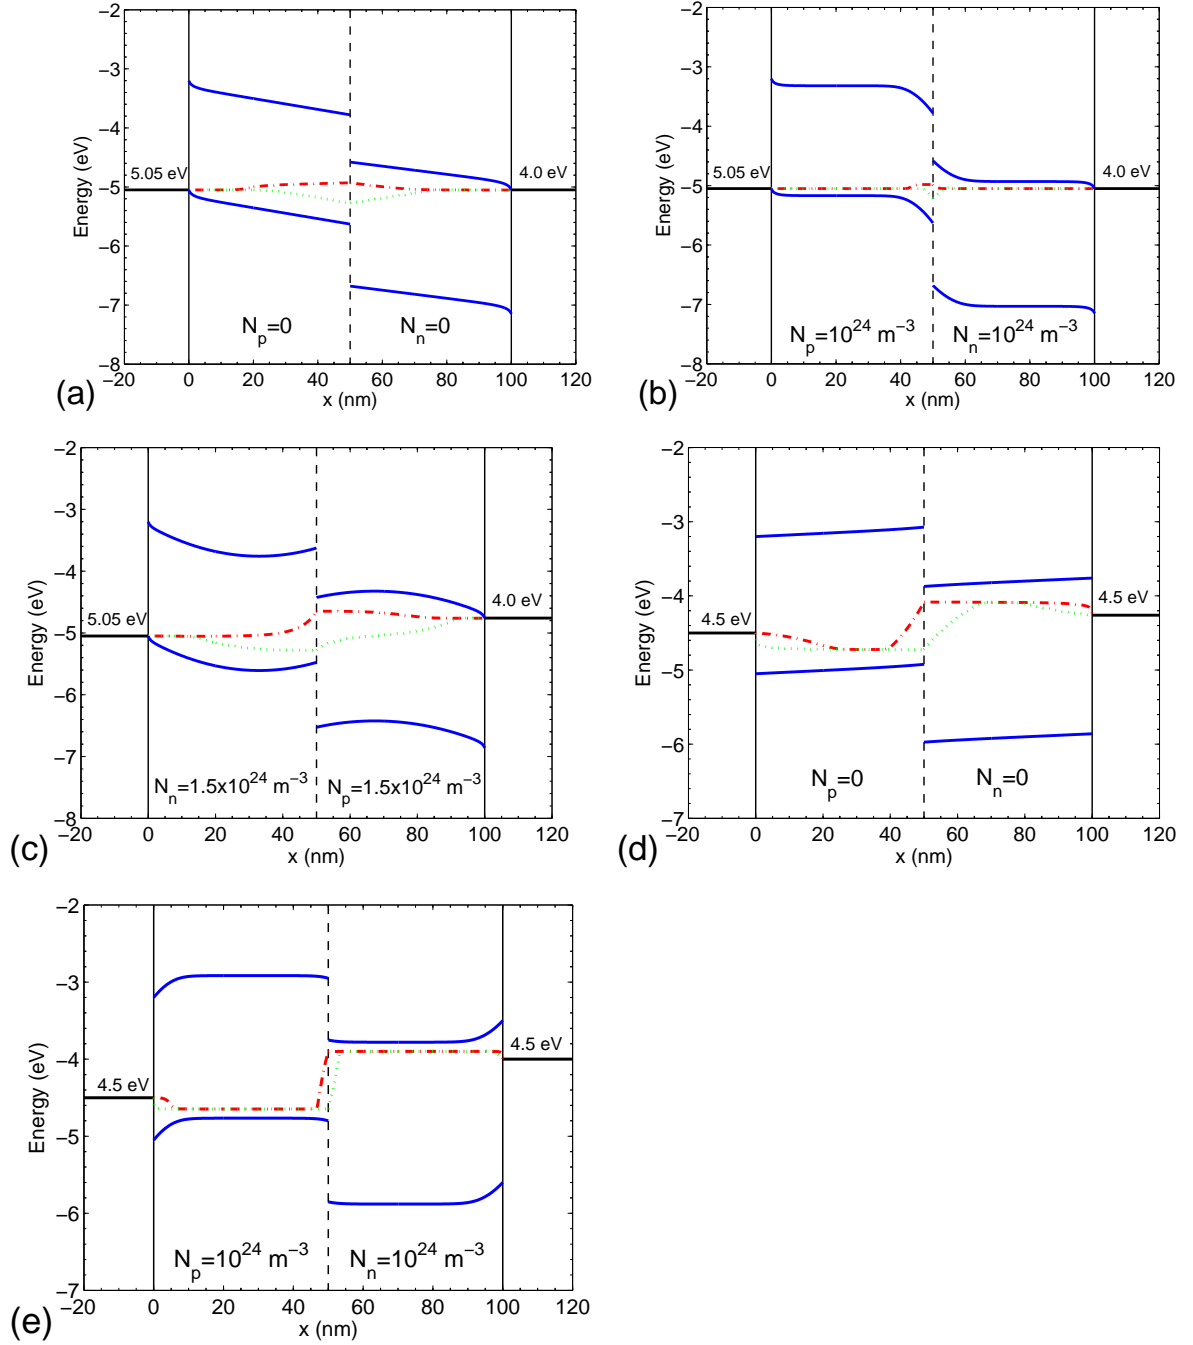 −2
−3
−4
−5
−6
−7
−8
Energy (eV)
5.05 eV
4.0 eV
N_p=0
N_n=0
−20 0 20 40 60 80 100 120
x (nm)
(a)
−2
−3
−4
−5
−6
−7
−8
Energy (eV)
5.05 eV
4.0 eV
N_p=10^24 m^−3
N_n=10^24 m^−3
−20 0 20 40 60 80 100 120
x (nm)
(b)
−2
−3
−4
−5
−6
−7
−8
Energy (eV)
5.05 eV
4.0 eV
N_n=1.5x10^24 m^−3
N_p=1.5x10^24 m^−3
−20 0 20 40 60 80 100 120
x (nm)
(c)
−2
−3
−4
−5
−6
−7
Energy (eV)
4.5 eV
4.5 eV
N_p=0
N_n=0
−20 0 20 40 60 80 100 120
x (nm)
(d)
−2
−3
−4
−5
−6
−7
Energy (eV)
4.5 eV
4.5 eV
N_p=10^24 m^−3
N_n=10^24 m^−3
−20 0 20 40 60 80 100 120
x (nm)
(e)